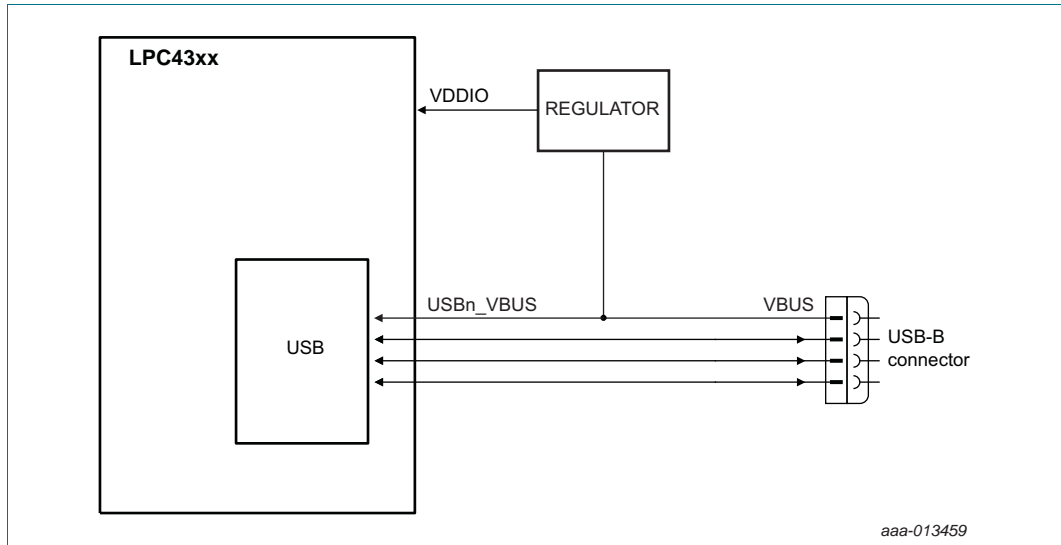 LPC43xx
VDDIO
REGULATOR
USBn_VBUS
VBUS
USB
USB-B
connector
aaa-013459